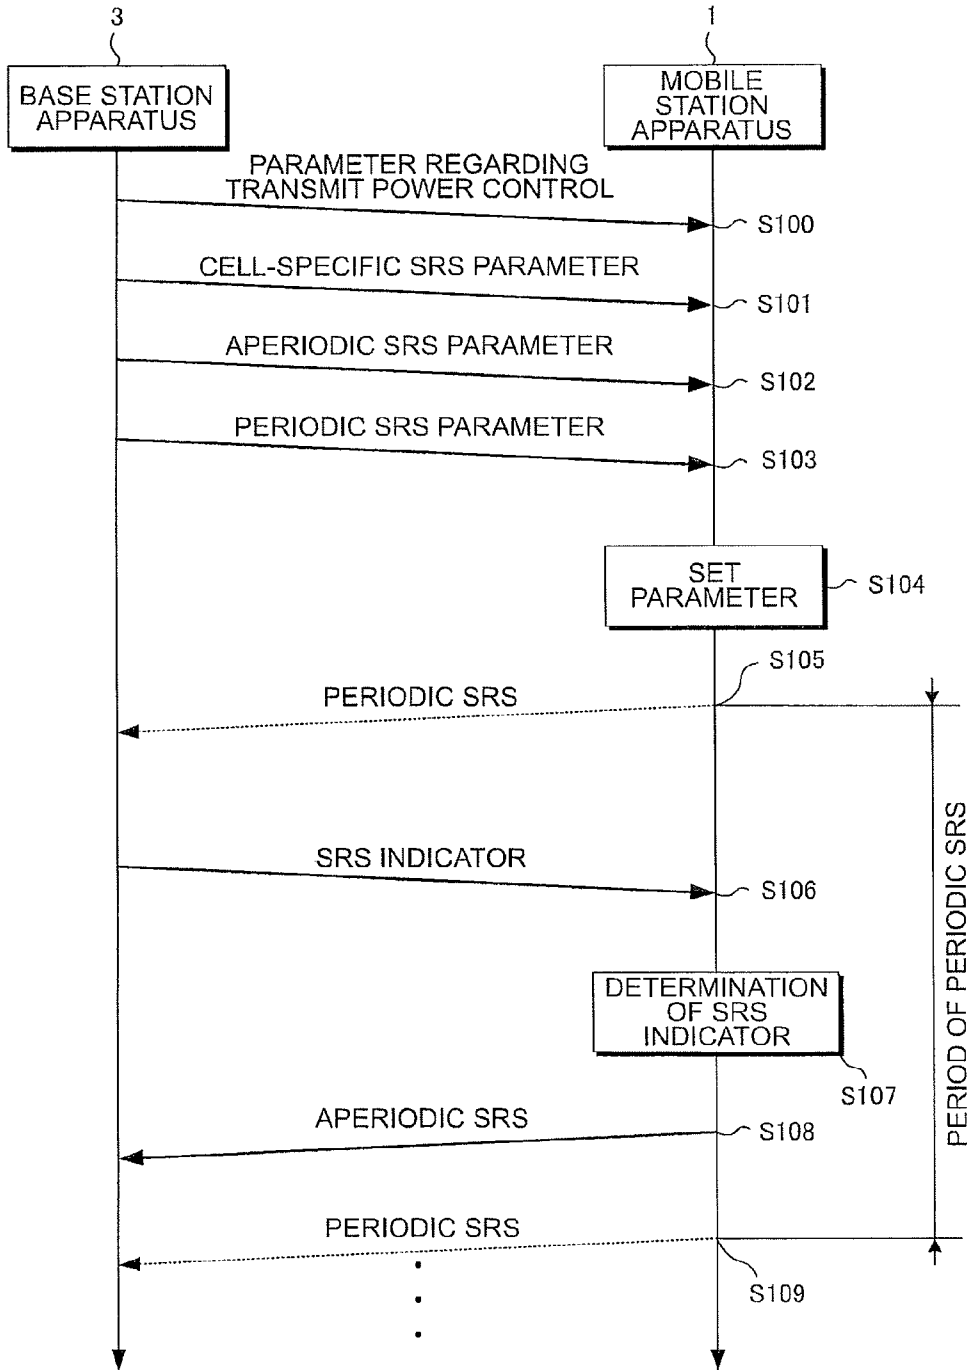 3
1
BASE STATION
APPARATUS
MOBILE
STATION
APPARATUS
PARAMETER REGARDING
TRANSMIT POWER CONTROL
S100
CELL-SPECIFIC SRS PARAMETER
S101
APERIODIC SRS PARAMETER
S102
PERIODIC SRS PARAMETER
S103
SET
PARAMETER
S104
S105
PERIODIC SRS
SRS INDICATOR
S106
PERIOD OF PERIODIC SRS
DETERMINATION
OF SRS
INDICATOR
S107
APERIODIC SRS
S108
PERIODIC SRS
S109